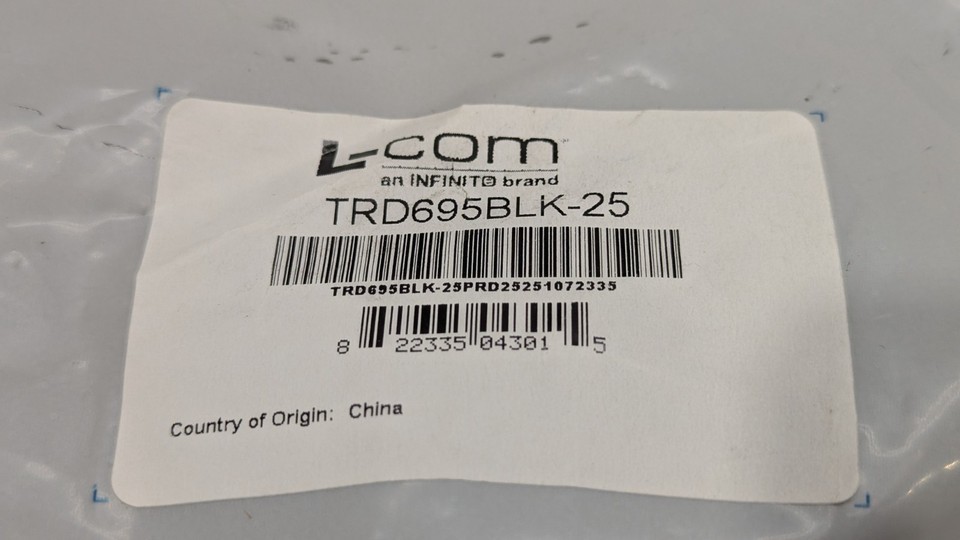 L-com
an INFINITE brand
TRD695BLK-25
TRD695BLK-25PRD25251072335
8 22335 04301 5
Country of Origin: China